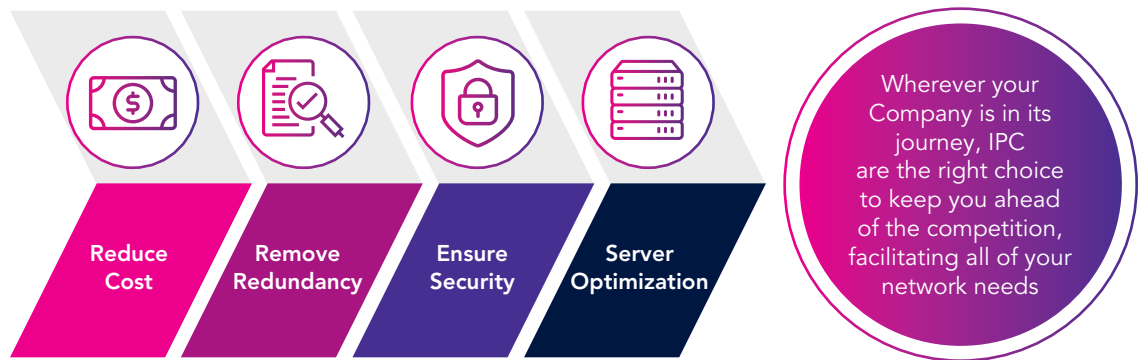 Reduce
Cost
Remove
Redundancy
Ensure
Security
Server
Optimization
Wherever your
Company is in its
journey, IPC
are the right choice
to keep you ahead
of the competition,
facilitating all of your
network needs